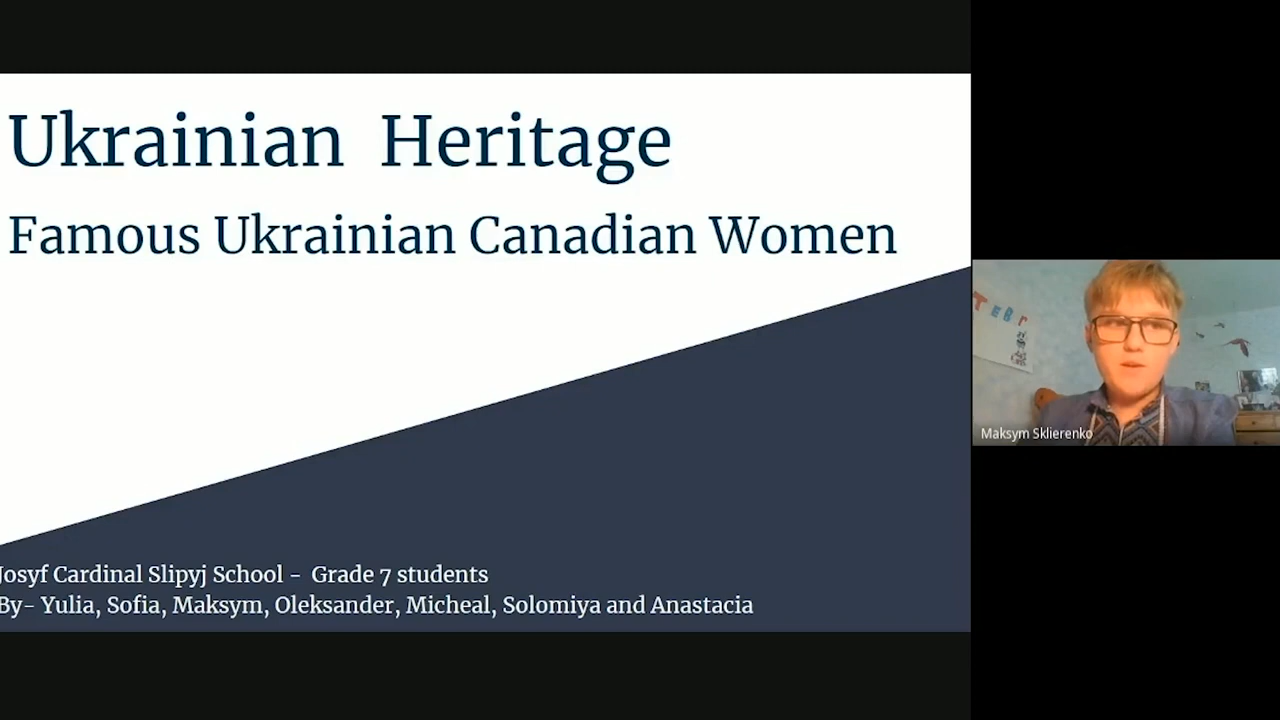 Ukrainian Heritage
Famous Ukrainian Canadian Women
Josyf Cardinal Slipyj School - Grade 7 students
By- Yulia, Sofia, Maksym, Oleksander, Micheal, Solomiya and Anastacia
ТЕВГ
Maksym Sklierenko